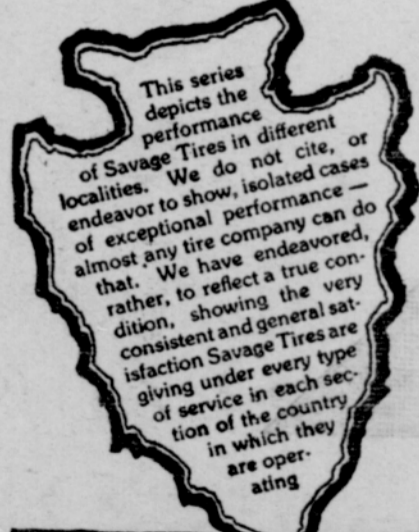 This series
depicts the
performance
of Savage Tires in different
localities. We do not cite, or
endeavor to show, isolated cases
of exceptional performance —
almost any tire company can do
that. We have endeavored,
rather, to reflect a true con-
dition, showing the very
consistent and general sat-
isfaction Savage Tires are
giving under every type
of service in each sec-
tion of the country
in which they
are oper-
ating